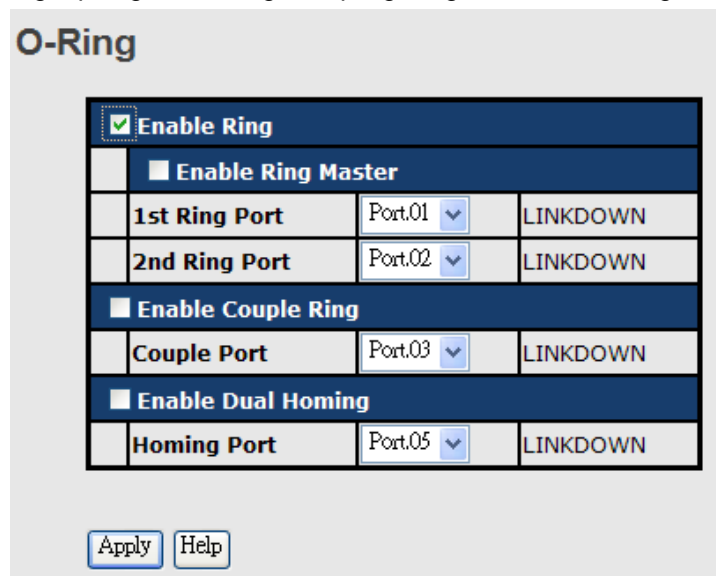 O-Ring
Enable Ring
Enable Ring Master
1st Ring Port Port.01 LINKDOWN
2nd Ring Port Port.02 LINKDOWN
Enable Couple Ring
Couple Port Port.03 LINKDOWN
Enable Dual Homing
Homing Port Port.05 LINKDOWN
Apply Help